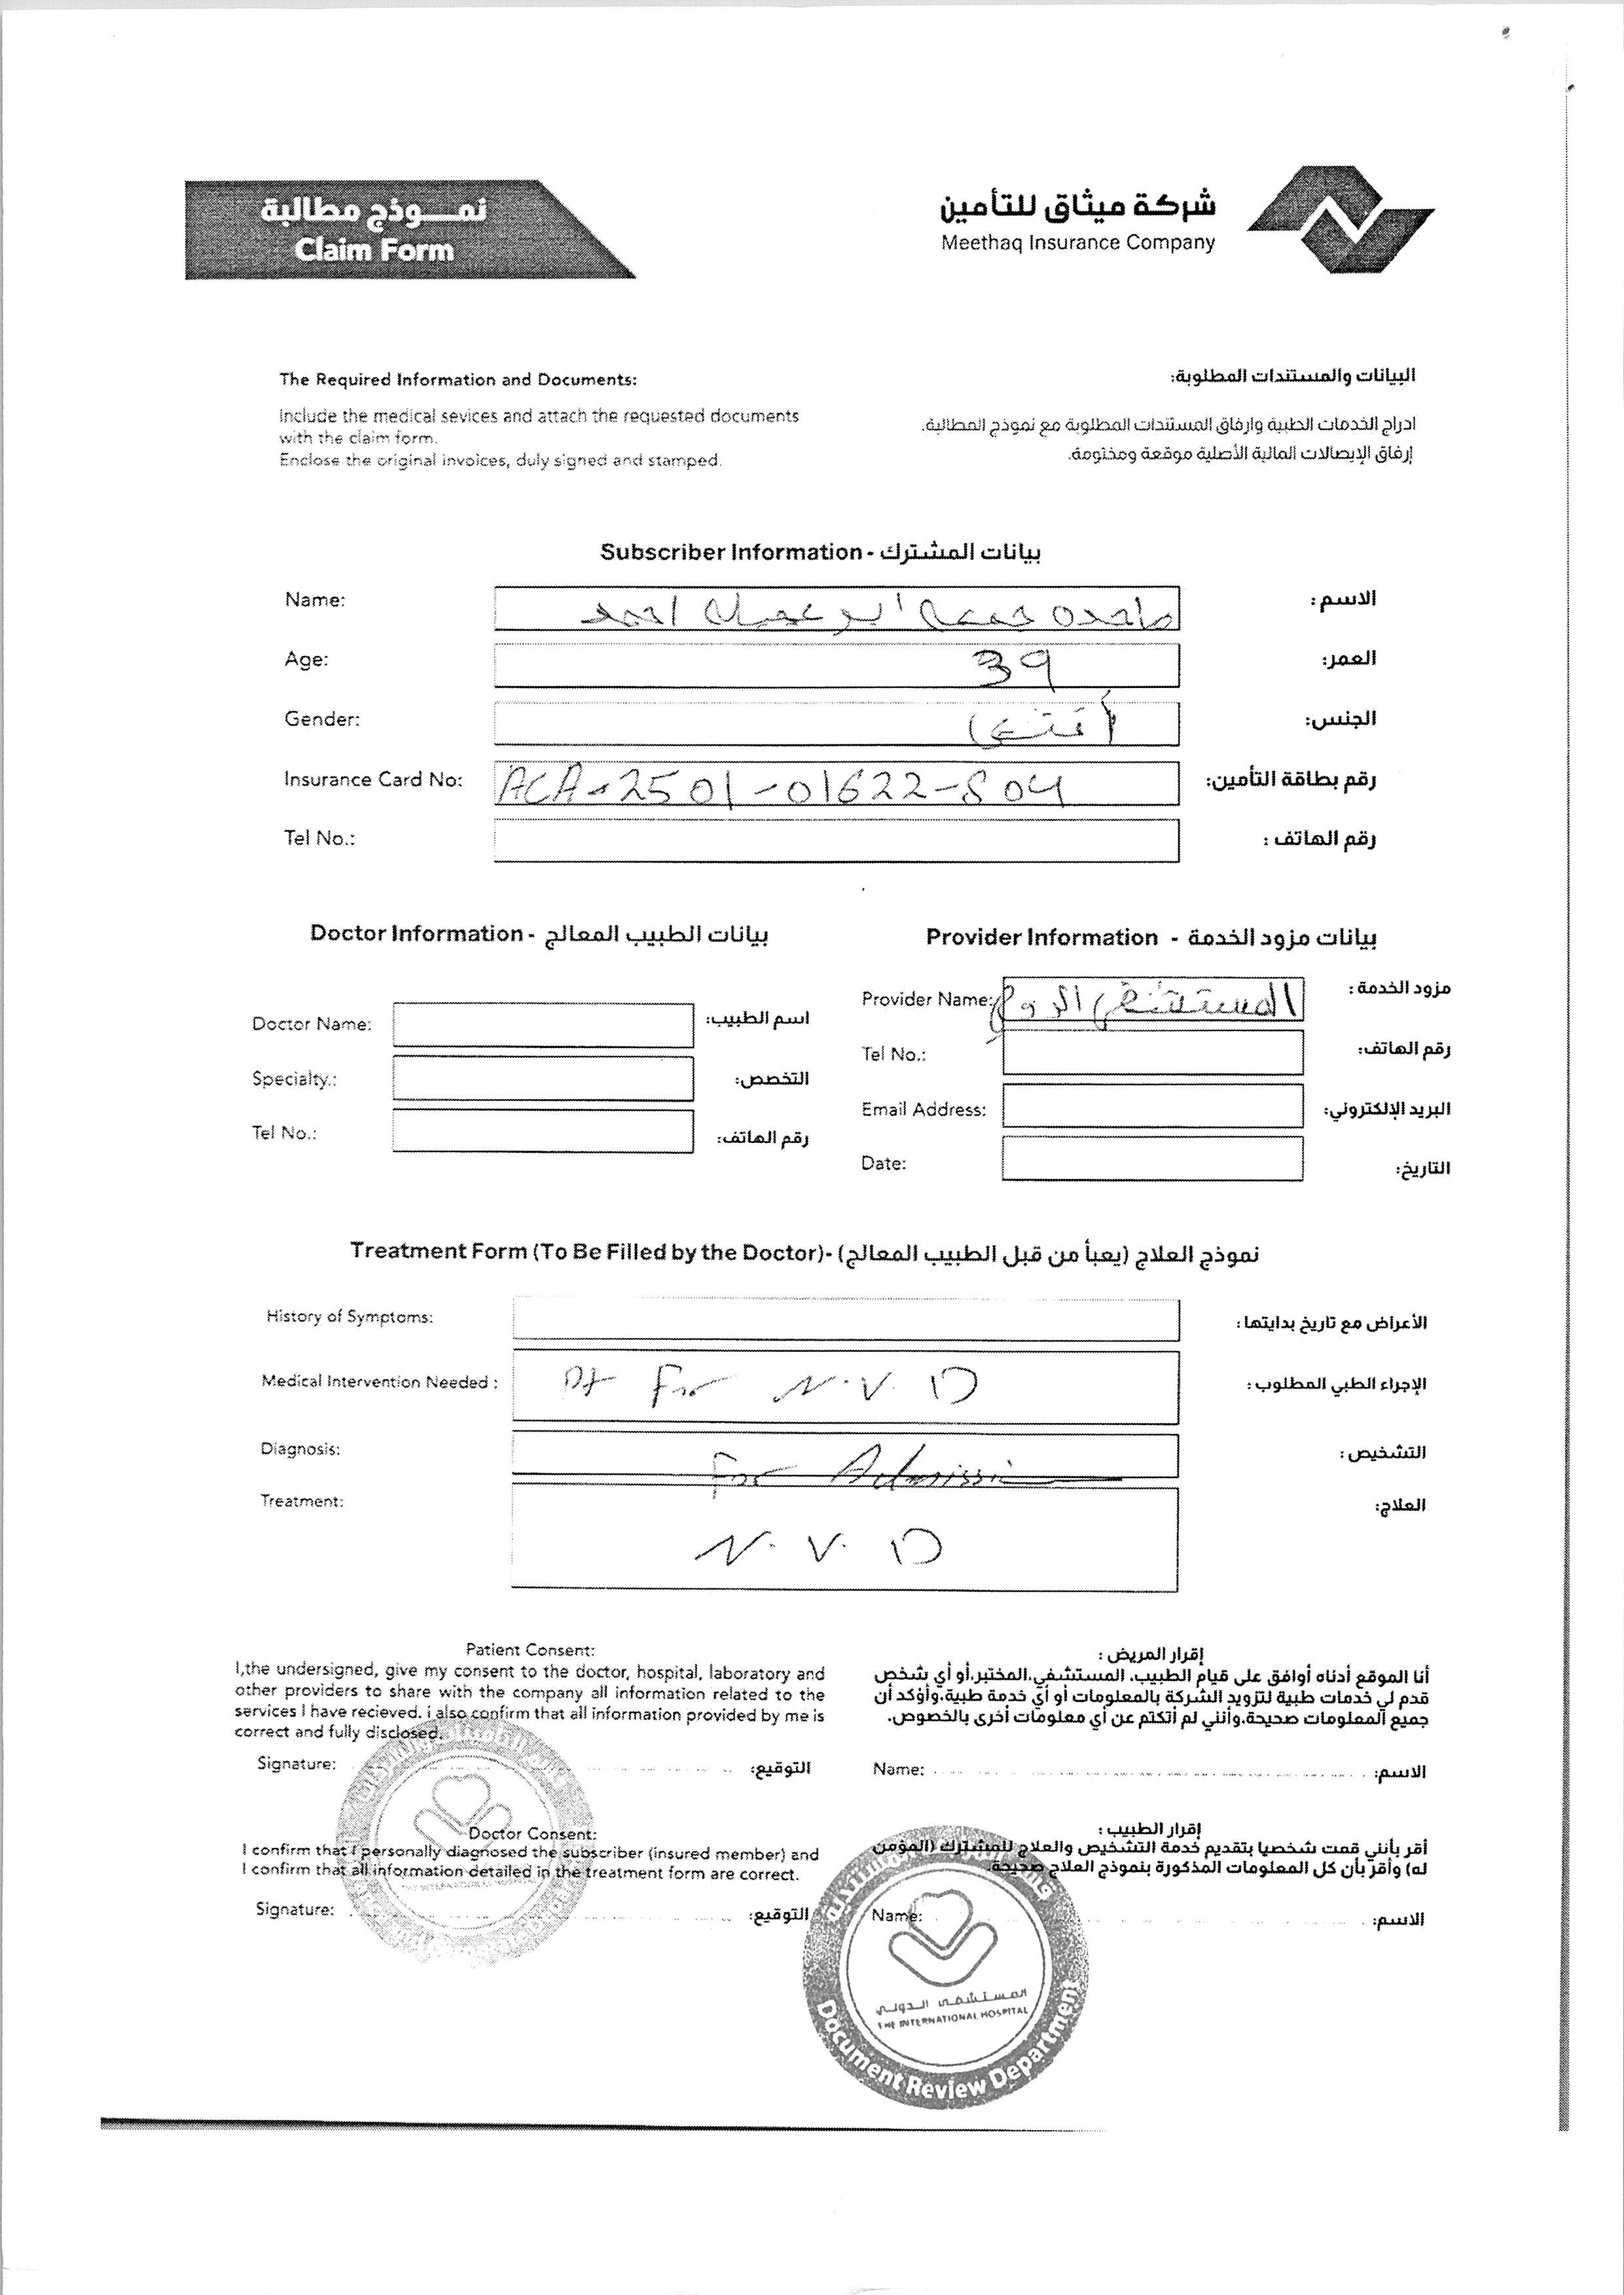 نمــوذج مطالبة
Claim Form
شركة ميثاق للتأمين
Meethaq Insurance Company
The Required Information and Documents:
البيانات والمستندات المطلوبة:
Include the medical sevices and attach the requested documents
with the claim form.
Enclose the original invoices, duly signed and stamped.
ادراج الخدمات الطبية وارفاق المستندات المطلوبة مع نموذج المطالبة.
إرفاق الإيصالات المالية الأصلية موقعة ومختومة.
Subscriber Information - بيانات المشترك
Name: ماجدة جمعه ابو عجيله احمد الاسم:
Age: 39 العمر:
Gender: أنثى الجنس:
Insurance Card No: ACA-2501-01622-S04 رقم بطاقة التأمين:
Tel No.: رقم الهاتف :
Doctor Information - بيانات الطبيب المعالج
Doctor Name: اسم الطبيب:
Specialty.: التخصص:
Tel No.: رقم الهاتف:
Provider Information - بيانات مزود الخدمة
Provider Name: المستشفى الدولي مزود الخدمة :
Tel No.: رقم الهاتف:
Email Address: البريد الإلكتروني:
Date: التاريخ:
Treatment Form (To Be Filled by the Doctor)- نموذج العلاج (يعبأ من قبل الطبيب المعالج)
History of Symptoms: الأعراض مع تاريخ بدايتها :
Medical Intervention Needed : Pt For N.V.D الإجراء الطبي المطلوب :
Diagnosis: For Admissi التشخيص :
Treatment: N.V.D العلاج:
Patient Consent:
I,the undersigned, give my consent to the doctor, hospital, laboratory and
other providers to share with the company all information related to the
services I have recieved. i also confirm that all information provided by me is
correct and fully disclosed.
إقرار المريض :
أنا الموقع أدناه أوافق على قيام الطبيب، المستشفي،المختبر،أو أي شخص
قدم لي خدمات طبية لتزويد الشركة بالمعلومات أو أي خدمة طبية،وأؤكد أن
جميع المعلومات صحيحة،وأنني لم أتكتم عن أي معلومات أخرى بالخصوص.
Signature: التوقيع:
Name: الاسم:
Doctor Consent:
I confirm that I personally diagnosed the subscriber (insured member) and
I confirm that all information detailed in the treatment form are correct.
إقرار الطبيب :
أقر بأنني قمت شخصيا بتقديم خدمة التشخيص والعلاج للمشترك (المؤمن
له) وأقر بأن كل المعلومات المذكورة بنموذج العلاج صحيحة.
Signature: التوقيع:
Name: الاسم:
المستشفى الدولي
THE INTERNATIONAL HOSPITAL
Document Review Department